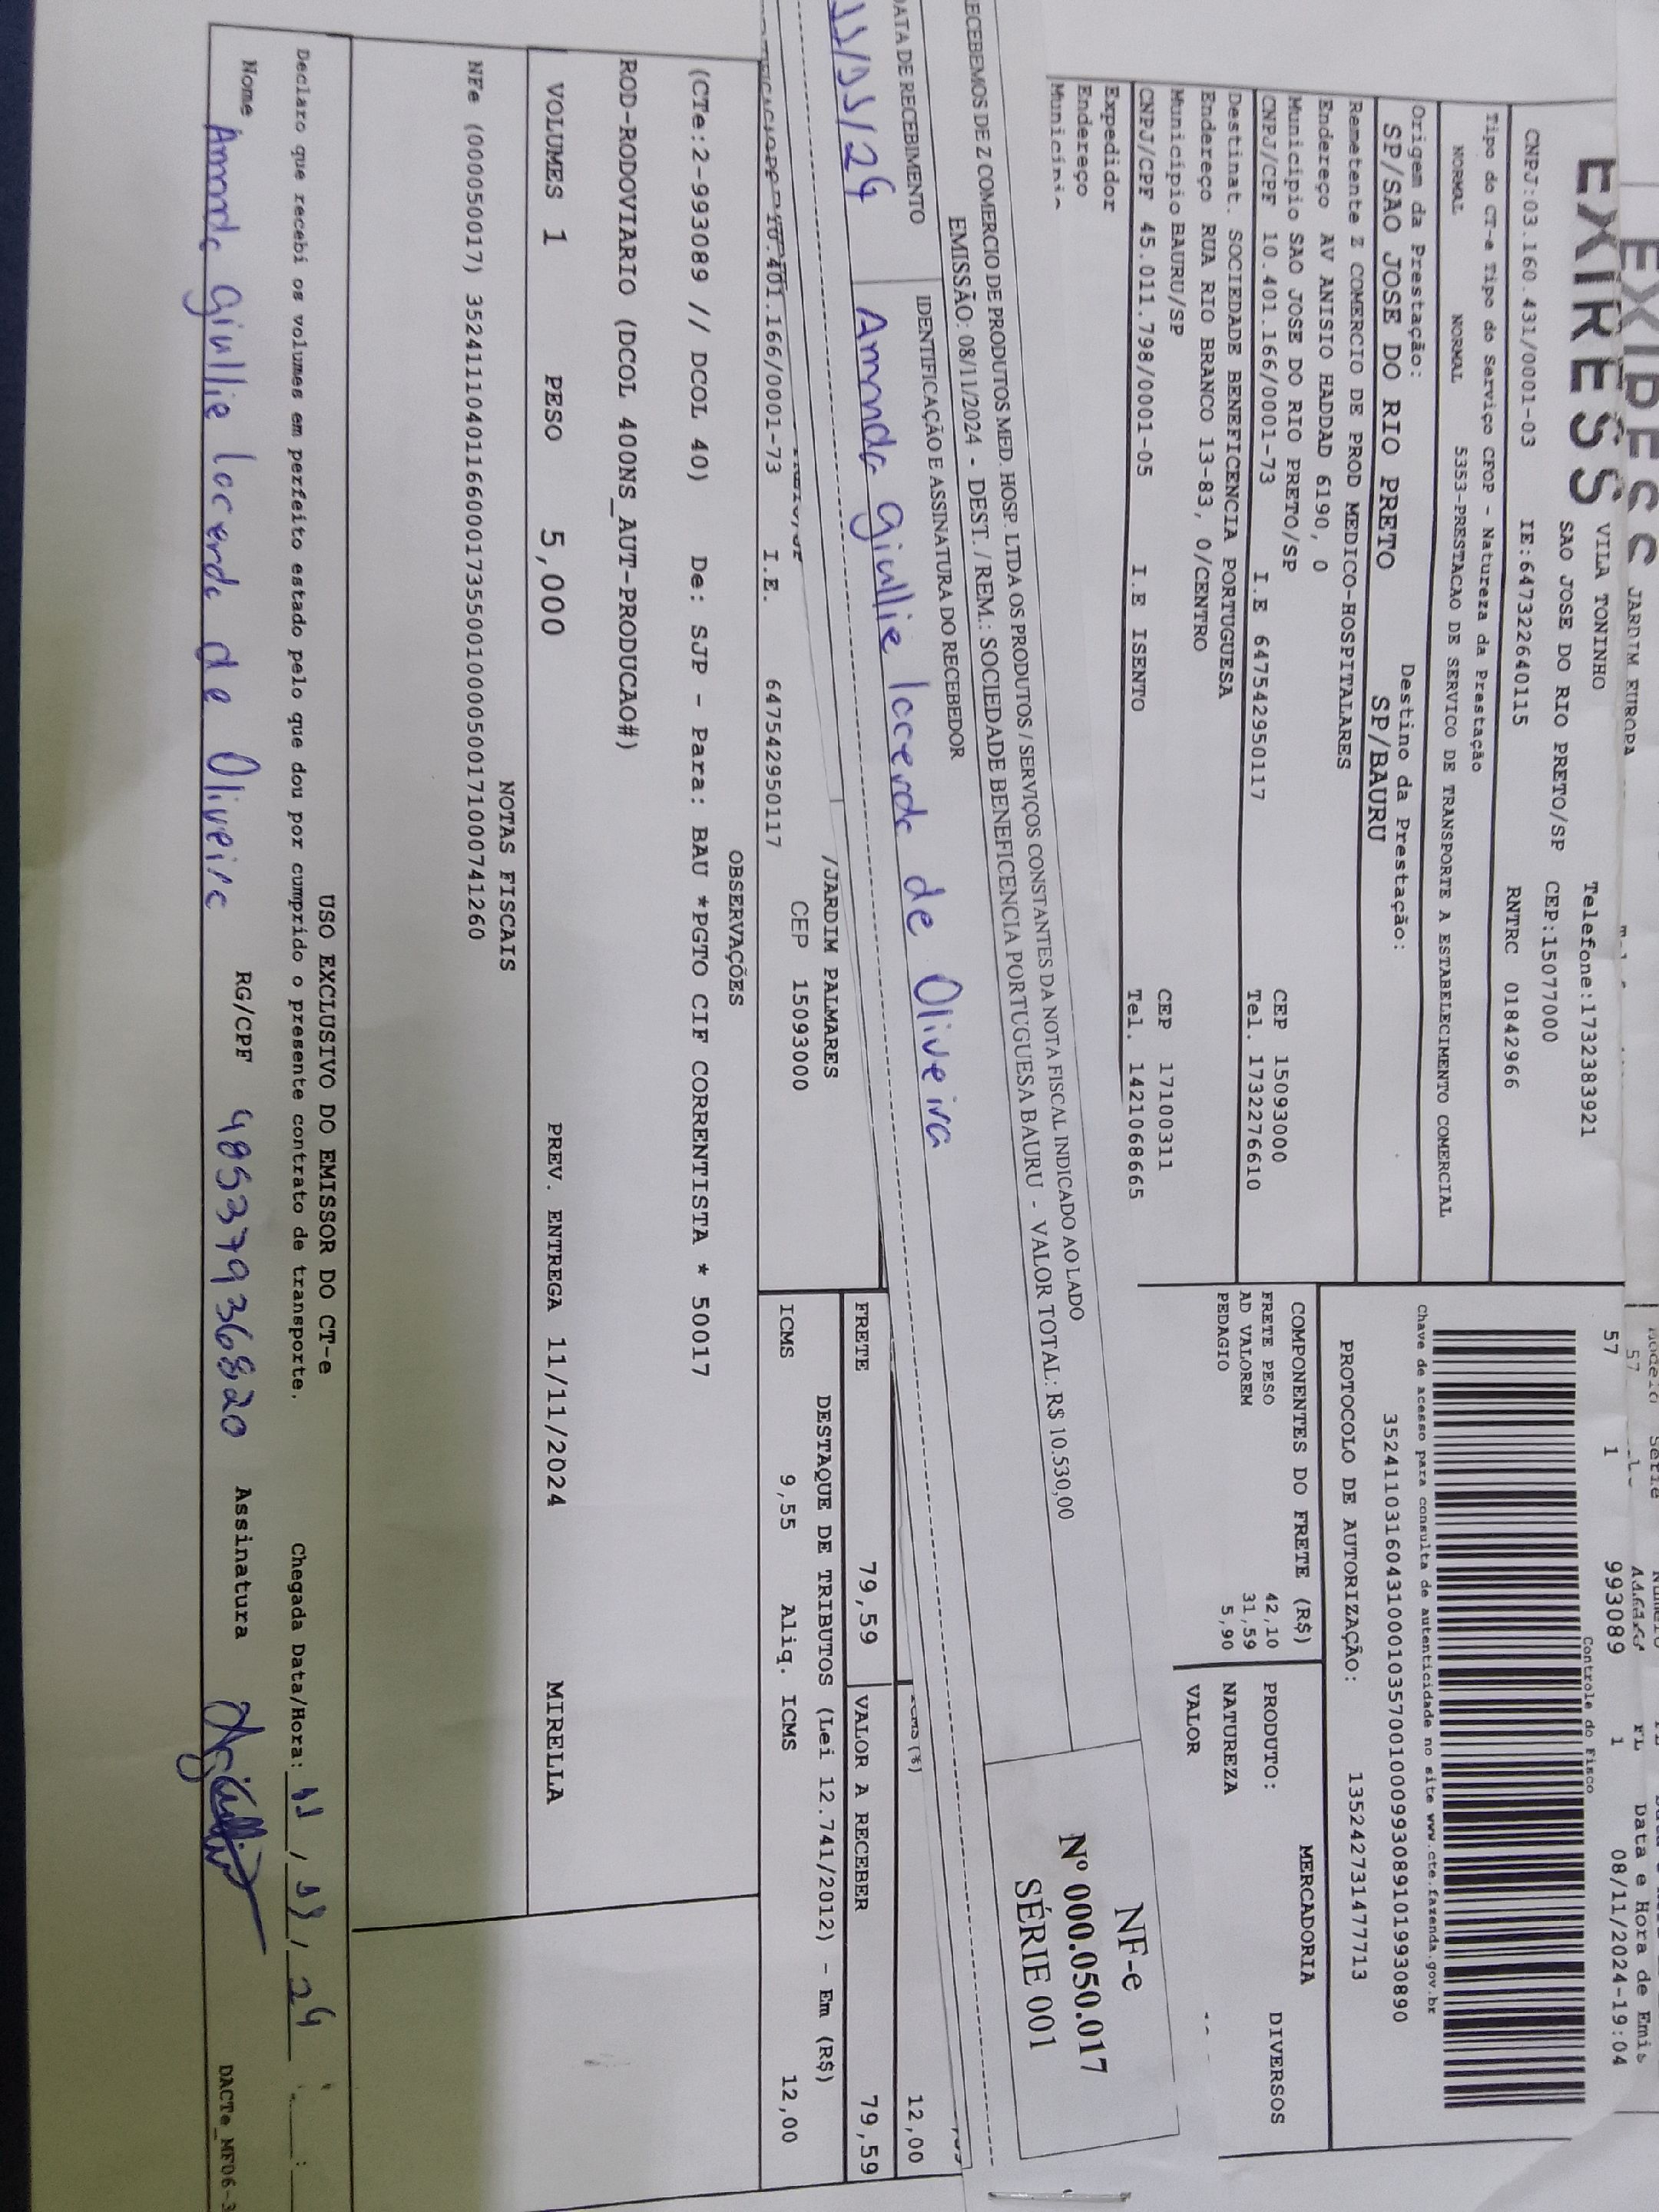 EXPRESS JARDIM EUROPA
EXPRESS VILA TONINHO Telefone:1732383921
SAO JOSE DO RIO PRETO/SP CEP:15077000
CNPJ:03.160.431/0001-03 IE:647322640115 RNTRC 01842966
Modelo Série
57
57 1 993089 1 08/11/2024-19:04
FL Data e Hora de Emis
Controle do Fisco
Tipo do CT-e Tipo do Serviço CFOP - Natureza da Prestação
NORMAL NORMAL 5353-PRESTACAO DE SERVICO DE TRANSPORTE A ESTABELECIMENTO COMERCIAL
Chave de acesso para consulta de autenticidade no site www.cte.fazenda.gov.br
35241103160431000103570010009930891019930890
Origem da Prestação: Destino da Prestação:
SP/SAO JOSE DO RIO PRETO SP/BAURU
PROTOCOLO DE AUTORIZAÇÃO: 135242731477713
Remetente Z COMERCIO DE PROD MEDICO-HOSPITALARES
Endereço AV ANISIO HADDAD 6190, 0
Município SAO JOSE DO RIO PRETO/SP CEP 15093000
CNPJ/CPF 10.401.166/0001-73 I.E 647542950117 Tel. 1732276610
COMPONENTES DO FRETE (R$)
FRETE PESO 42,10
AD VALOREM 31,59
PEDAGIO 5,90
MERCADORIA
PRODUTO: DIVERSOS
NATUREZA
VALOR
Destinat. SOCIEDADE BENEFICENCIA PORTUGUESA
Endereço RUA RIO BRANCO 13-83, 0/CENTRO
Município BAURU/SP CEP 17100311
CNPJ/CPF 45.011.798/0001-05 I.E ISENTO Tel. 1421068665
Expedidor
Endereço
Município
RECEBEMOS DE Z COMERCIO DE PRODUTOS MED. HOSP. LTDA OS PRODUTOS / SERVIÇOS CONSTANTES DA NOTA FISCAL INDICADO AO LADO
EMISSÃO: 08/11/2024 - DEST. / REM.: SOCIEDADE BENEFICENCIA PORTUGUESA BAURU - VALOR TOTAL: R$ 10.530,00
NF-e
Nº 000.050.017
SÉRIE 001
DATA DE RECEBIMENTO IDENTIFICAÇÃO E ASSINATURA DO RECEBEDOR
11/11/24 Amanda Giullie Lacerda de Oliveira
ICMS (%)
12,00
/JARDIM PALMARES
CEP 15093000
10.401.166/0001-73 I.E. 647542950117
FRETE 79,59 VALOR A RECEBER 79,59
DESTAQUE DE TRIBUTOS (Lei 12.741/2012) - Em (R$)
ICMS 9,55 Aliq. ICMS 12,00
OBSERVAÇÕES
(CTe:2-993089 // DCOL 40) De: SJP - Para: BAU *PGTO CIF CORRENTISTA * 50017
ROD-RODOVIARIO (DCOL 400NS_AUT-PRODUCAO#)
VOLUMES 1 PESO 5,000 PREV. ENTREGA 11/11/2024 MIRELLA
NOTAS FISCAIS
NFe (000050017) 35241110401166000173550010000500171000741260
USO EXCLUSIVO DO EMISSOR DO CT-e
Declaro que recebi os volumes em perfeito estado pelo que dou por cumprido o presente contrato de transporte. Chegada Data/Hora: 11/11/24 :
Nome Amanda Giullie Lacerda de Oliveira RG/CPF 48537936820 Assinatura
DACTe_MF06-3